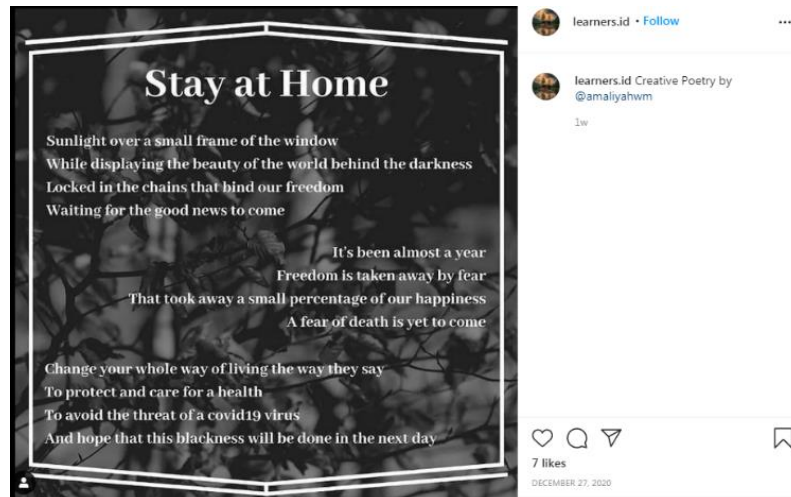 Stay at Home
Sunlight over a small frame of the window
While displaying the beauty of the world behind the darkness
Locked in the chains that bind our freedom
Waiting for the good news to come
It's been almost a year
Freedom is taken away by fear
That took away a small percentage of our happiness
A fear of death is yet to come
Change your whole way of living the way they say
To protect and care for a health
To avoid the threat of a covid19 virus
And hope that this blackness will be done in the next day
learners.id • Follow
learners.id Creative Poetry by
@amaliyahwm
1w
7 likes
DECEMBER 27, 2020